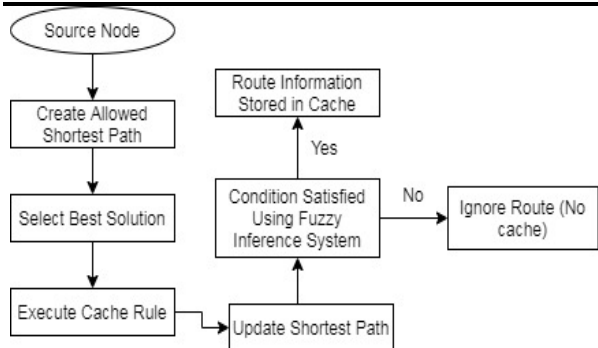 Source Node
Create Allowed
Shortest Path
Select Best Solution
Execute Cache Rule
Update Shortest Path
Condition Satisfied
Using Fuzzy
Inference System
Yes
Route Information
Stored in Cache
No
Ignore Route (No
cache)